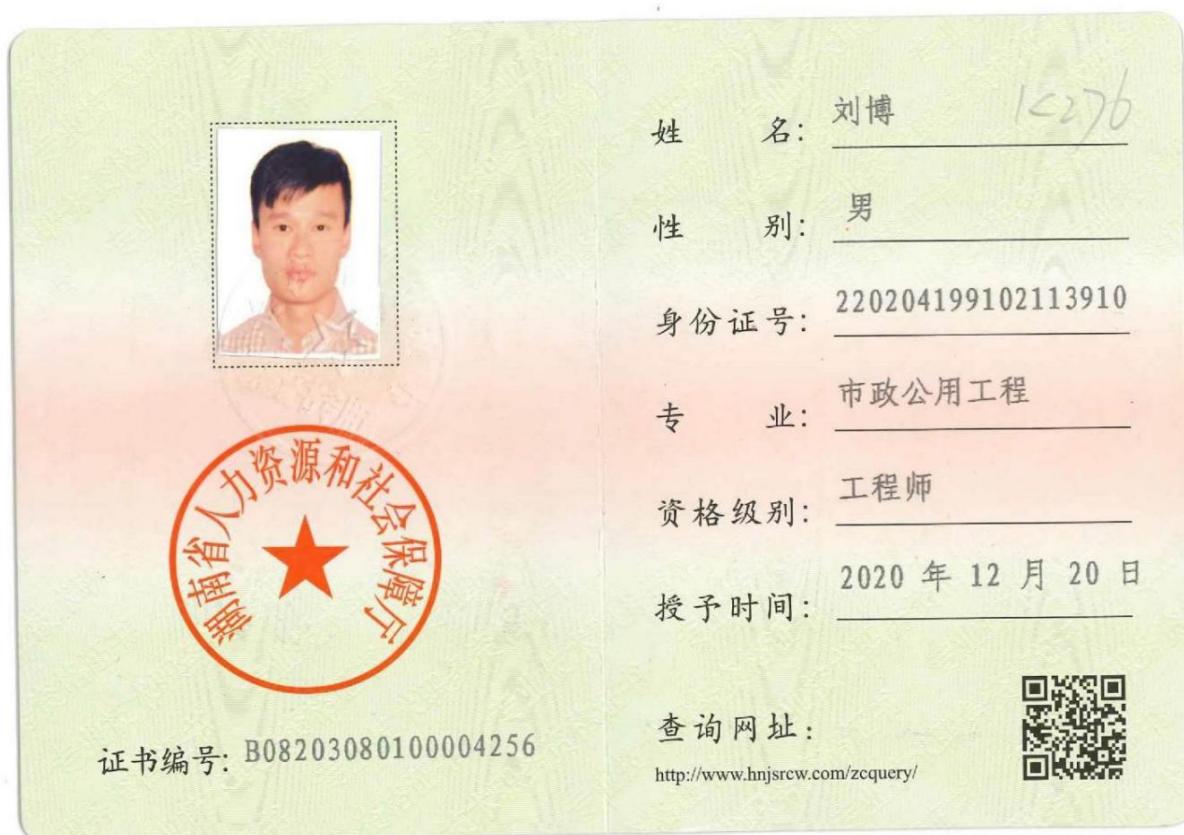 湖南省人力资源和社会保障厅
证书编号: B08203080100004256
姓 名: 刘博 K276
性 别: 男
身份证号: 220204199102113910
专 业: 市政公用工程
资格级别: 工程师
授予时间: 2020 年 12 月 20 日
查询网址:
http://www.hnjsrcw.com/zcquery/